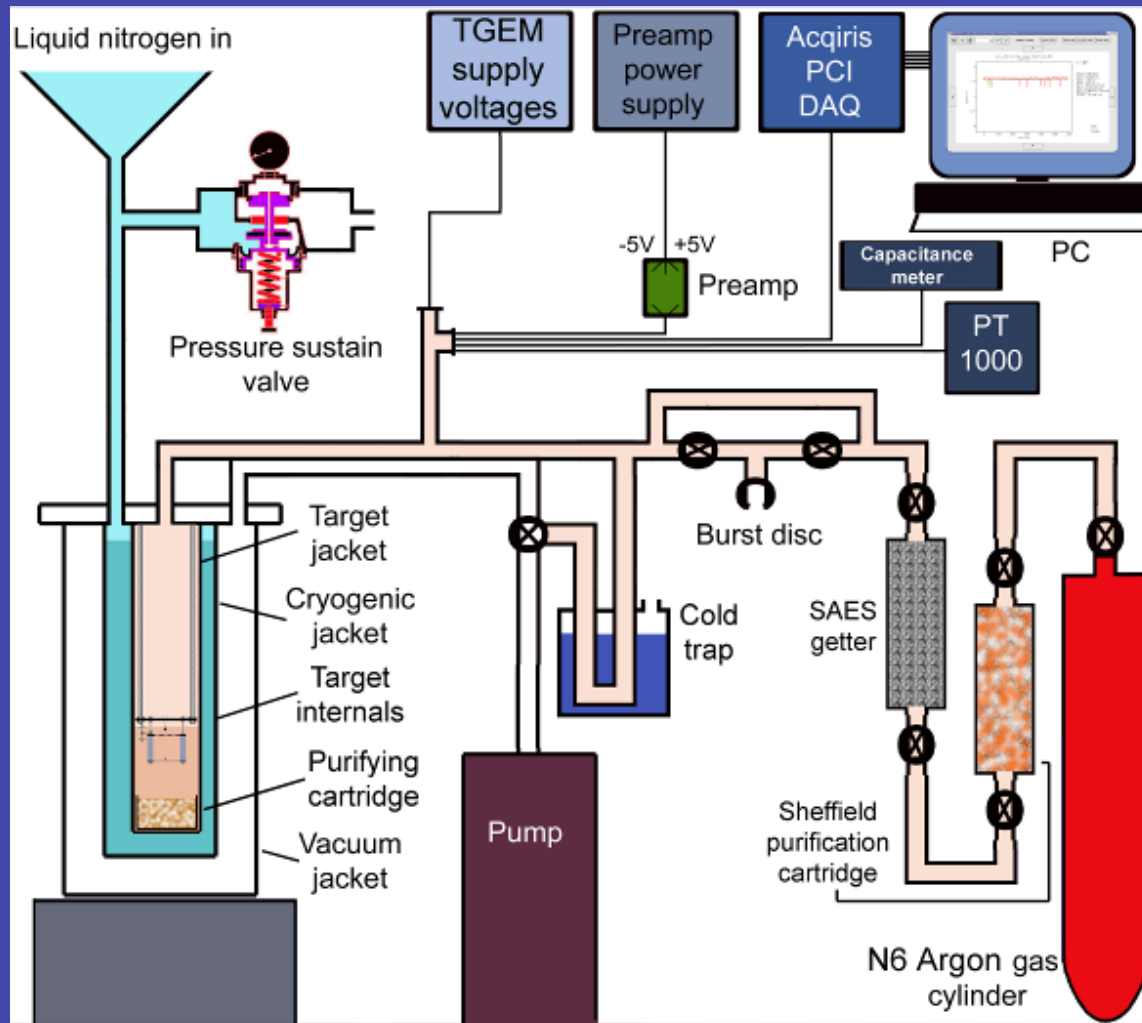 Liquid nitrogen in
TGEM
supply
voltages
Preamp
power
supply
Acqiris
PCI
DAQ
PC
-5V +5V
Preamp
Capacitance
meter
PT
1000
Pressure sustain
valve
Burst disc
Target
jacket
Cryogenic
jacket
Target
internals
Purifying
cartridge
Vacuum
jacket
Cold
trap
SAES
getter
Pump
Sheffield
purification
cartridge
N6 Argon gas
cylinder